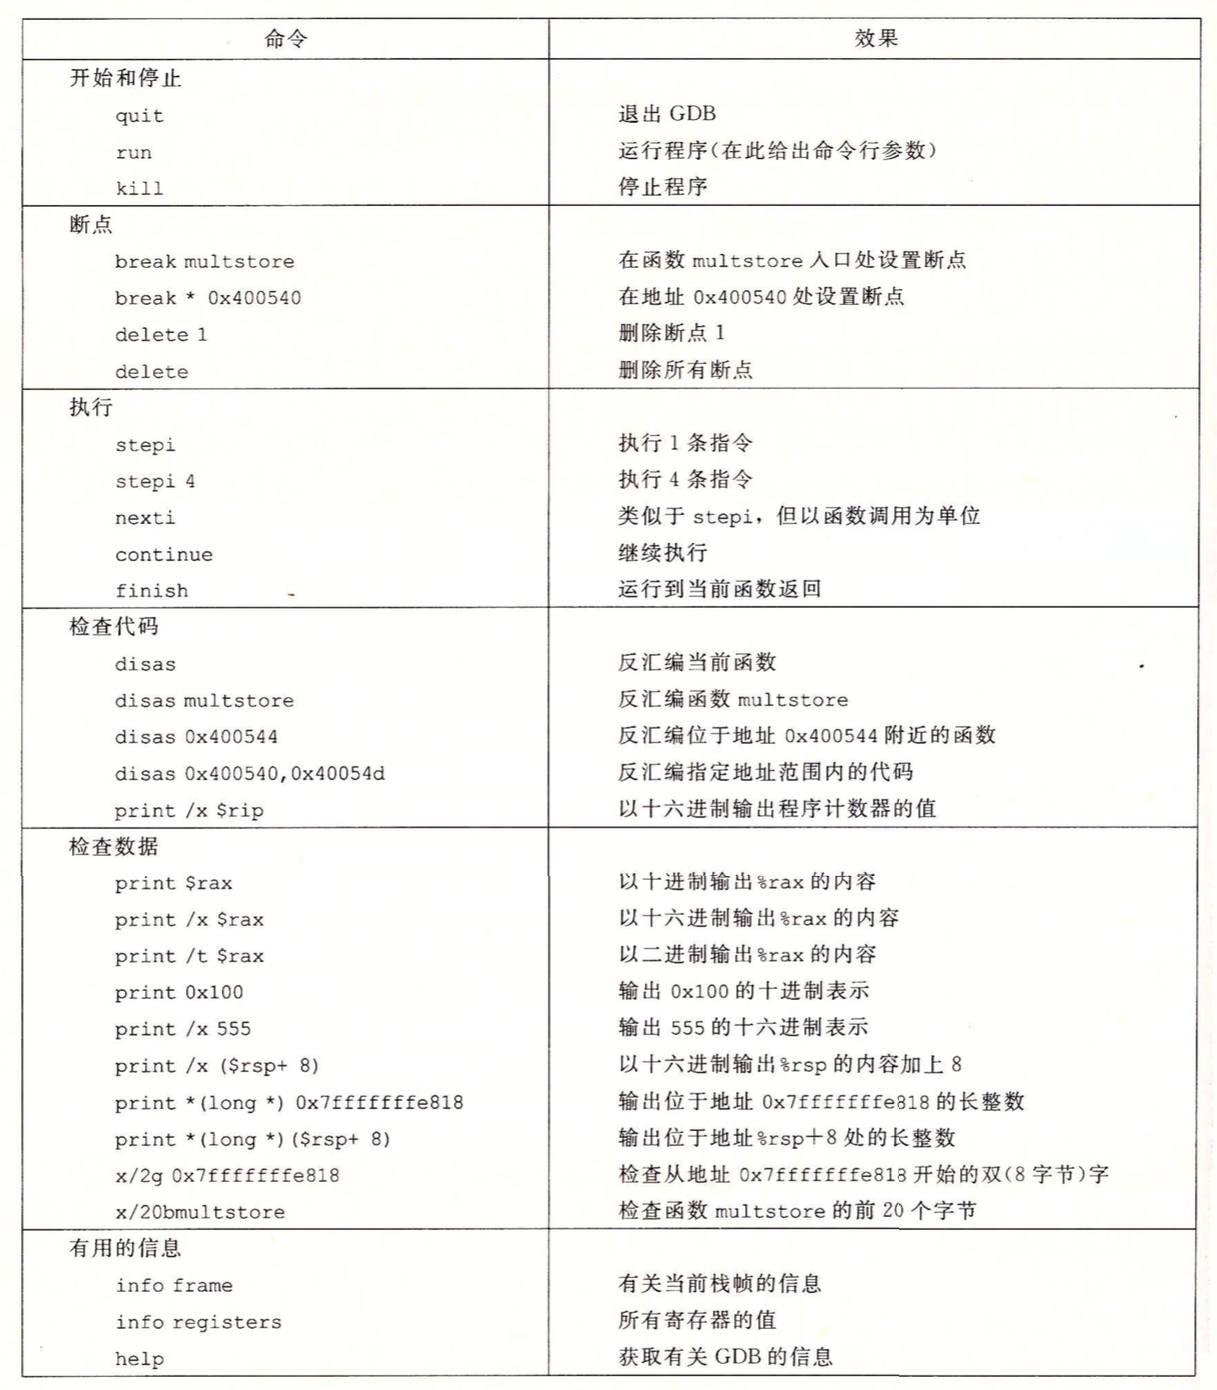 命令 效果
开始和停止
quit 退出 GDB
run 运行程序(在此给出命令行参数)
kill 停止程序
断点
break multstore 在函数 multstore 入口处设置断点
break * 0x400540 在地址 0x400540 处设置断点
delete 1 删除断点 1
delete 删除所有断点
执行
stepi 执行 1 条指令
stepi 4 执行 4 条指令
nexti 类似于 stepi，但以函数调用为单位
continue 继续执行
finish 运行到当前函数返回
检查代码
disas 反汇编当前函数
disas multstore 反汇编函数 multstore
disas 0x400544 反汇编位于地址 0x400544 附近的函数
disas 0x400540,0x40054d 反汇编指定地址范围内的代码
print /x $rip 以十六进制输出程序计数器的值
检查数据
print $rax 以十进制输出%rax 的内容
print /x $rax 以十六进制输出%rax 的内容
print /t $rax 以二进制输出%rax 的内容
print 0x100 输出 0x100 的十进制表示
print /x 555 输出 555 的十六进制表示
print /x ($rsp+ 8) 以十六进制输出%rsp 的内容加上 8
print *(long *) 0x7fffffffe818 输出位于地址 0x7fffffffe818 的长整数
print *(long *) ($rsp+ 8) 输出位于地址%rsp＋8 处的长整数
x/2g 0x7fffffffe818 检查从地址 0x7fffffffe818 开始的双(8 字节)字
x/20bmultstore 检查函数 multstore 的前 20 个字节
有用的信息
info frame 有关当前栈帧的信息
info registers 所有寄存器的值
help 获取有关 GDB 的信息